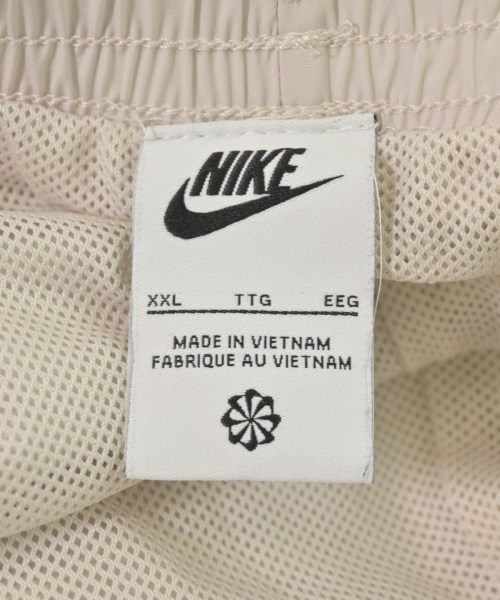 NIKE
XXL TTG EEG
MADE IN VIETNAM
FABRIQUE AU VIETNAM